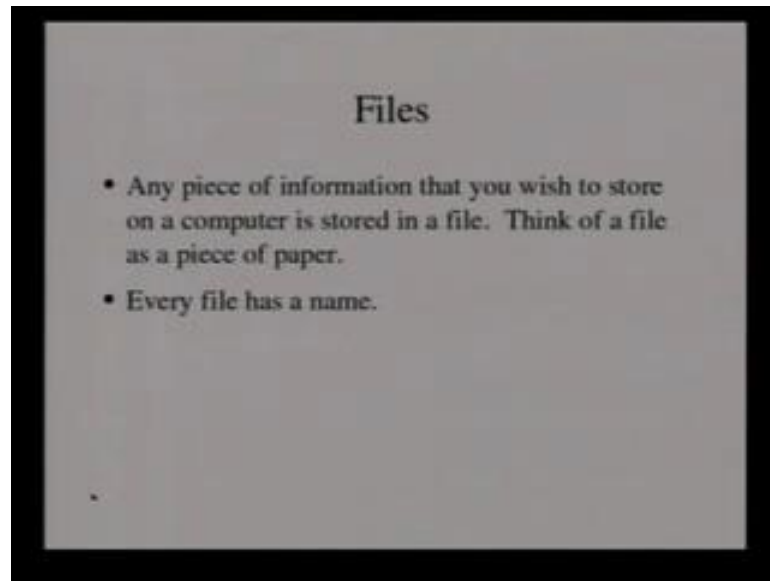 Files
• Any piece of information that you wish to store
on a computer is stored in a file. Think of a file
as a piece of paper.
• Every file has a name.